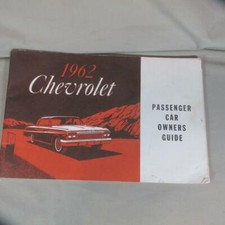 1962
Chevrolet
PASSENGER
CAR
OWNERS
GUIDE